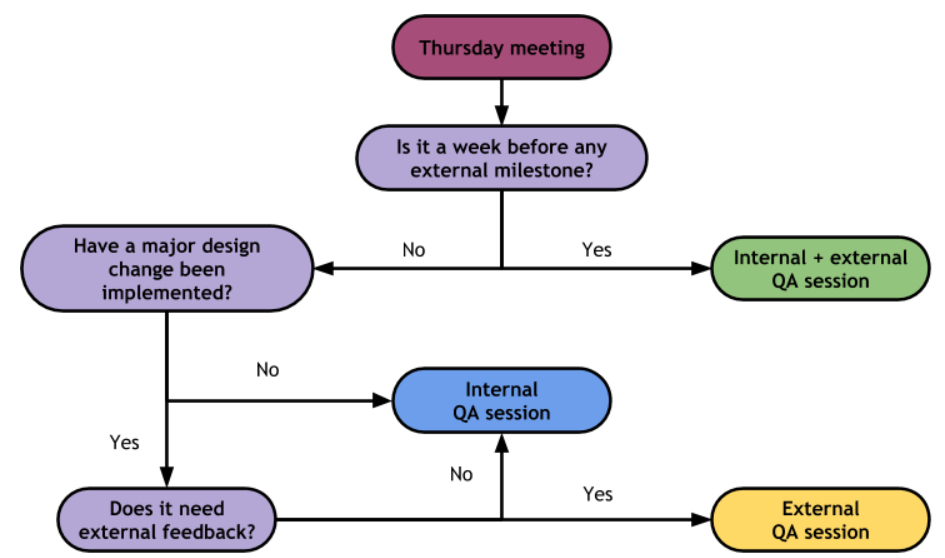 Thursday meeting
Is it a week before any
external milestone?
Have a major design
change been
implemented?
No
Yes
Internal + external
QA session
No
Internal
QA session
Yes
No
Does it need
external feedback?
Yes
External
QA session